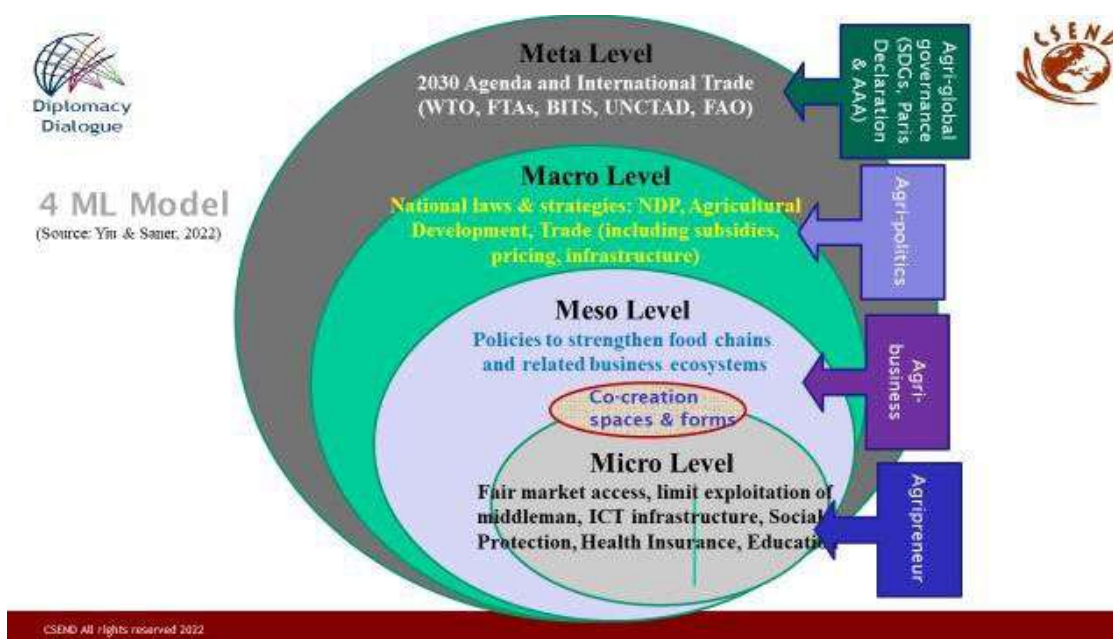 Diplomacy
Dialogue
CSEND
4 ML Model
(Source: Yiu & Saner, 2022)
Meta Level
2030 Agenda and International Trade
(WTO, FTAs, BITS, UNCTAD, FAO)
Macro Level
National laws & strategies: NDP, Agricultural
Development, Trade (including subsidies,
pricing, infrastructure)
Meso Level
Policies to strengthen food chains
and related business ecosystems
Co-creation
spaces & forms
Micro Level
Fair market access, limit exploitation of
middleman, ICT infrastructure, Social
Protection, Health Insurance, Education
Agri-global
governance
(SDGs, Paris
Declaration
& AAA)
Agri-politics
Agri-
business
Agripreneur
CSEND All rights reserved 2022